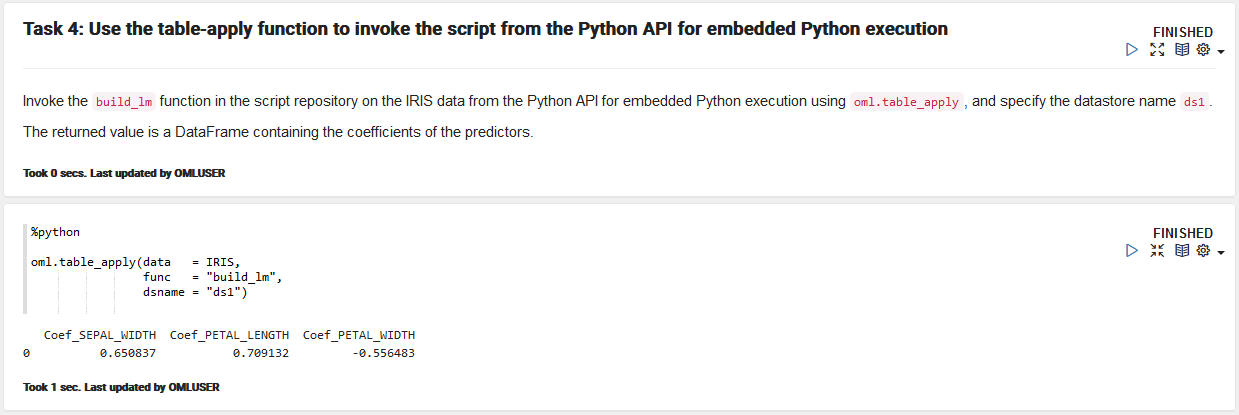 Task 4: Use the table-apply function to invoke the script from the Python API for embedded Python execution
FINISHED
Invoke the build_lm function in the script repository on the IRIS data from the Python API for embedded Python execution using oml.table_apply , and specify the datastore name ds1 .
The returned value is a DataFrame containing the coefficients of the predictors.
Took 0 secs. Last updated by OMLUSER
FINISHED
%python
oml.table_apply(data   = IRIS,
                func   = "build_lm",
                dsname = "ds1")
   Coef_SEPAL_WIDTH  Coef_PETAL_LENGTH  Coef_PETAL_WIDTH
0          0.650837           0.709132         -0.556483
Took 1 sec. Last updated by OMLUSER